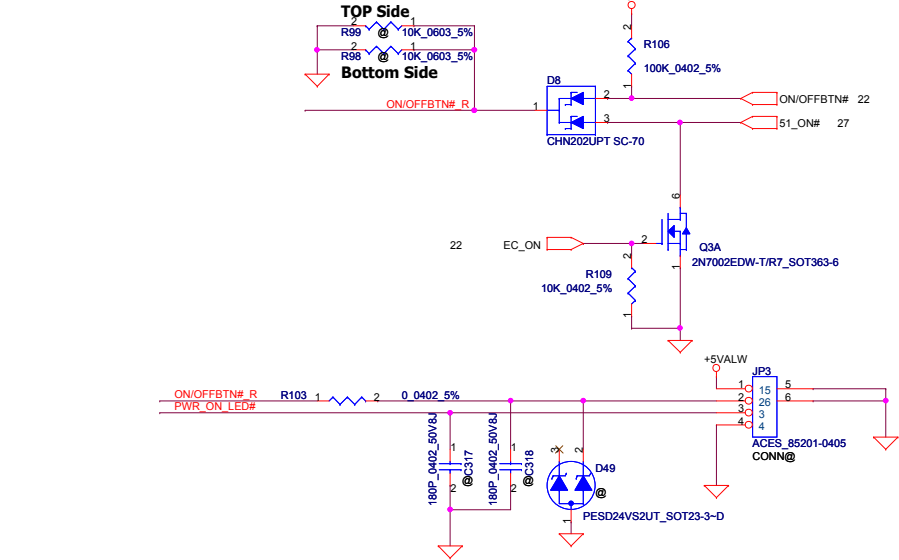 TOP Side
2 1
R99 @ 10K_0603_5%
2 1
R98 @ 10K_0603_5%
Bottom Side
2
R106
100K_0402_5%
1
D8
ON/OFFBTN#_R
1
2
ON/OFFBTN# 22
3
51_ON# 27
CHN202UPT SC-70
6
22 EC_ON
2
Q3A
2N7002EDW-T/R7_SOT363-6
1
2
R109
10K_0402_5%
1
+5VALW
JP3
ON/OFFBTN#_R
R103 1 2 0_0402_5%
PWR_ON_LED#
1 15 5
2 26 6
3 3
4 4
ACES_85201-0405
CONN@
180P_0402_50V8J
1
2
@C317
180P_0402_50V8J
1
2
@C318
3 2
D49
@
1
PESD24VS2UT_SOT23-3~D